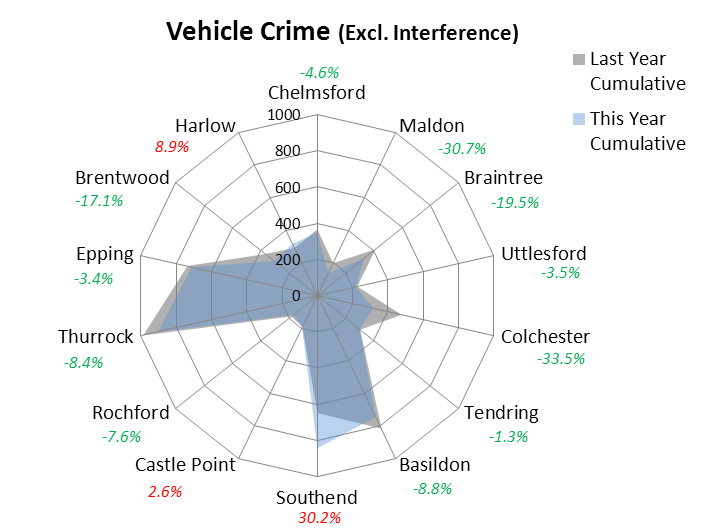 Vehicle Crime (Excl. Interference)
Last Year
Cumulative
This Year
Cumulative
-4.6%
Chelmsford
Maldon
-30.7%
Braintree
-19.5%
Uttlesford
-3.5%
Colchester
-33.5%
Tendring
-1.3%
Basildon
-8.8%
Southend
30.2%
Castle Point
2.6%
Rochford
-7.6%
Thurrock
-8.4%
Epping
-3.4%
Brentwood
-17.1%
Harlow
8.9%
1000
800
600
400
200
0